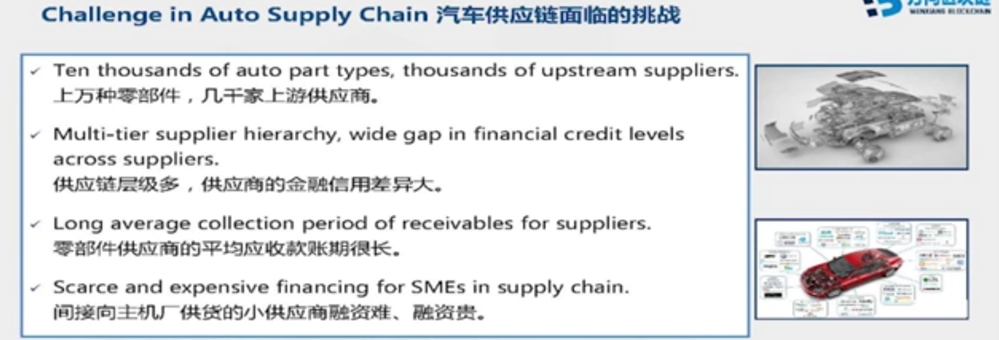 Challenge in Auto Supply Chain 汽车供应链面临的挑战
万向区块链
WANXIANG BLOCKCHAIN
Ten thousands of auto part types, thousands of upstream suppliers.
上万种零部件，几千家上游供应商。
Multi-tier supplier hierarchy, wide gap in financial credit levels
across suppliers.
供应链层级多，供应商的金融信用差异大。
Long average collection period of receivables for suppliers.
零部件供应商的平均应收款账期很长。
Scarce and expensive financing for SMEs in supply chain.
间接向主机厂供货的小供应商融资难、融资贵。